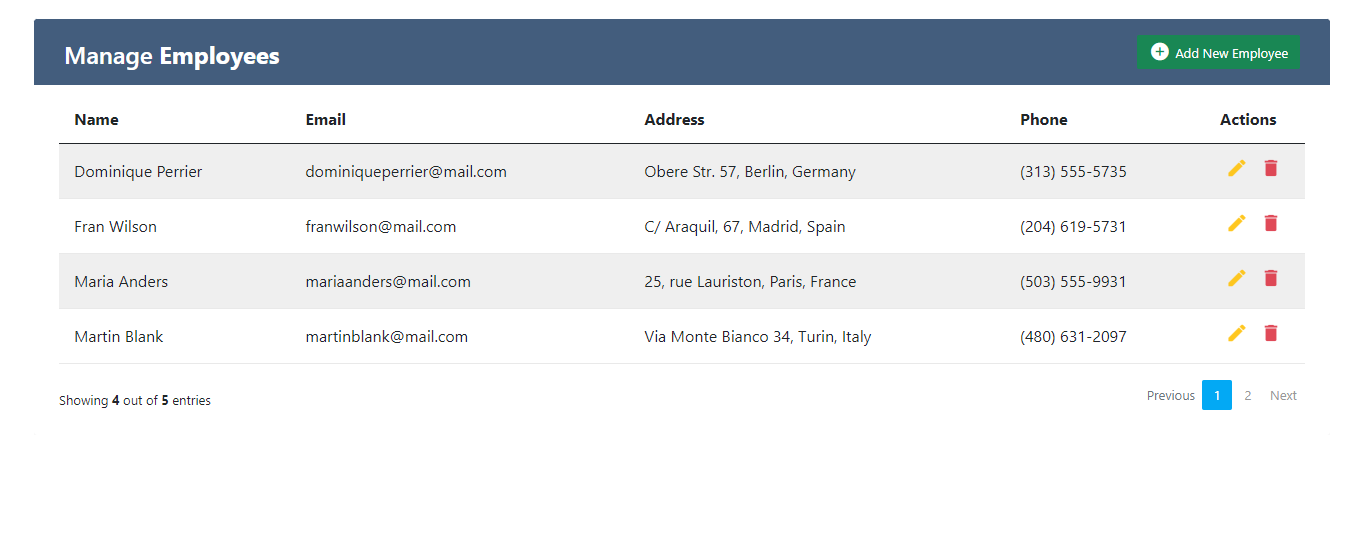 Manage Employees
Add New Employee
Name Email Address Phone Actions
Dominique Perrier dominiqueperrier@mail.com Obere Str. 57, Berlin, Germany (313) 555-5735
Fran Wilson franwilson@mail.com C/ Araquil, 67, Madrid, Spain (204) 619-5731
Maria Anders mariaanders@mail.com 25, rue Lauriston, Paris, France (503) 555-9931
Martin Blank martinblank@mail.com Via Monte Bianco 34, Turin, Italy (480) 631-2097
Showing 4 out of 5 entries
Previous 1 2 Next